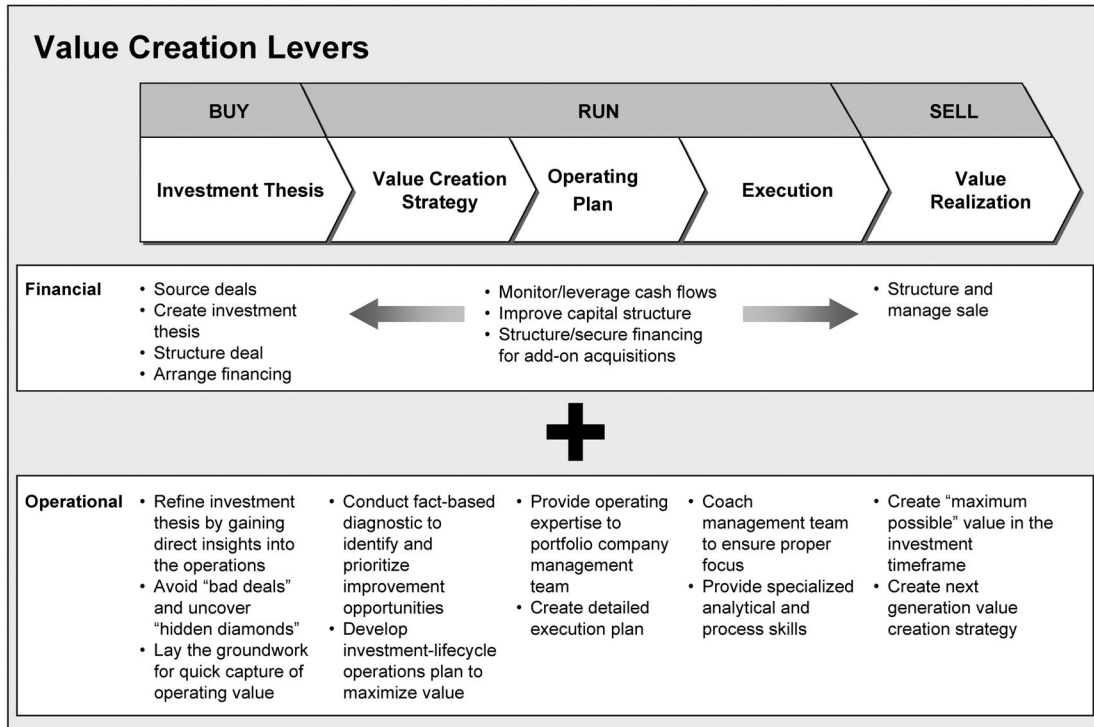 Value Creation Levers
BUY
RUN
SELL
Investment Thesis
Value Creation
Strategy
Operating
Plan
Execution
Value
Realization
Financial
• Source deals
• Create investment
thesis
• Structure deal
• Arrange financing
• Monitor/leverage cash flows
• Improve capital structure
• Structure/secure financing
for add-on acquisitions
• Structure and
manage sale
Operational
• Refine investment
thesis by gaining
direct insights into
the operations
• Avoid “bad deals”
and uncover
“hidden diamonds”
• Lay the groundwork
for quick capture of
operating value
• Conduct fact-based
diagnostic to
identify and
prioritize
improvement
opportunities
• Develop
investment-lifecycle
operations plan to
maximize value
• Provide operating
expertise to
portfolio company
management
team
• Create detailed
execution plan
• Coach
management team
to ensure proper
focus
• Provide specialized
analytical and
process skills
• Create “maximum
possible” value in the
investment
timeframe
• Create next
generation value
creation strategy